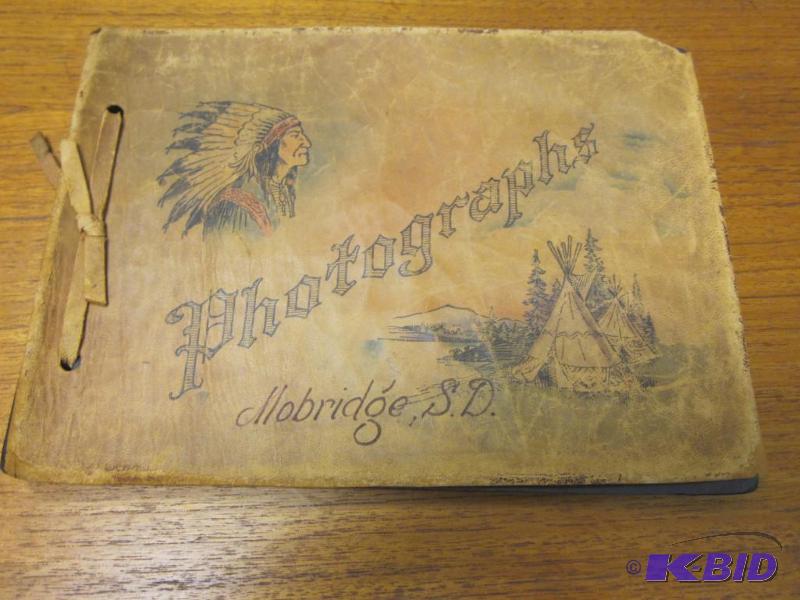 Photographs
Mobridge, S.D.
© K-BID